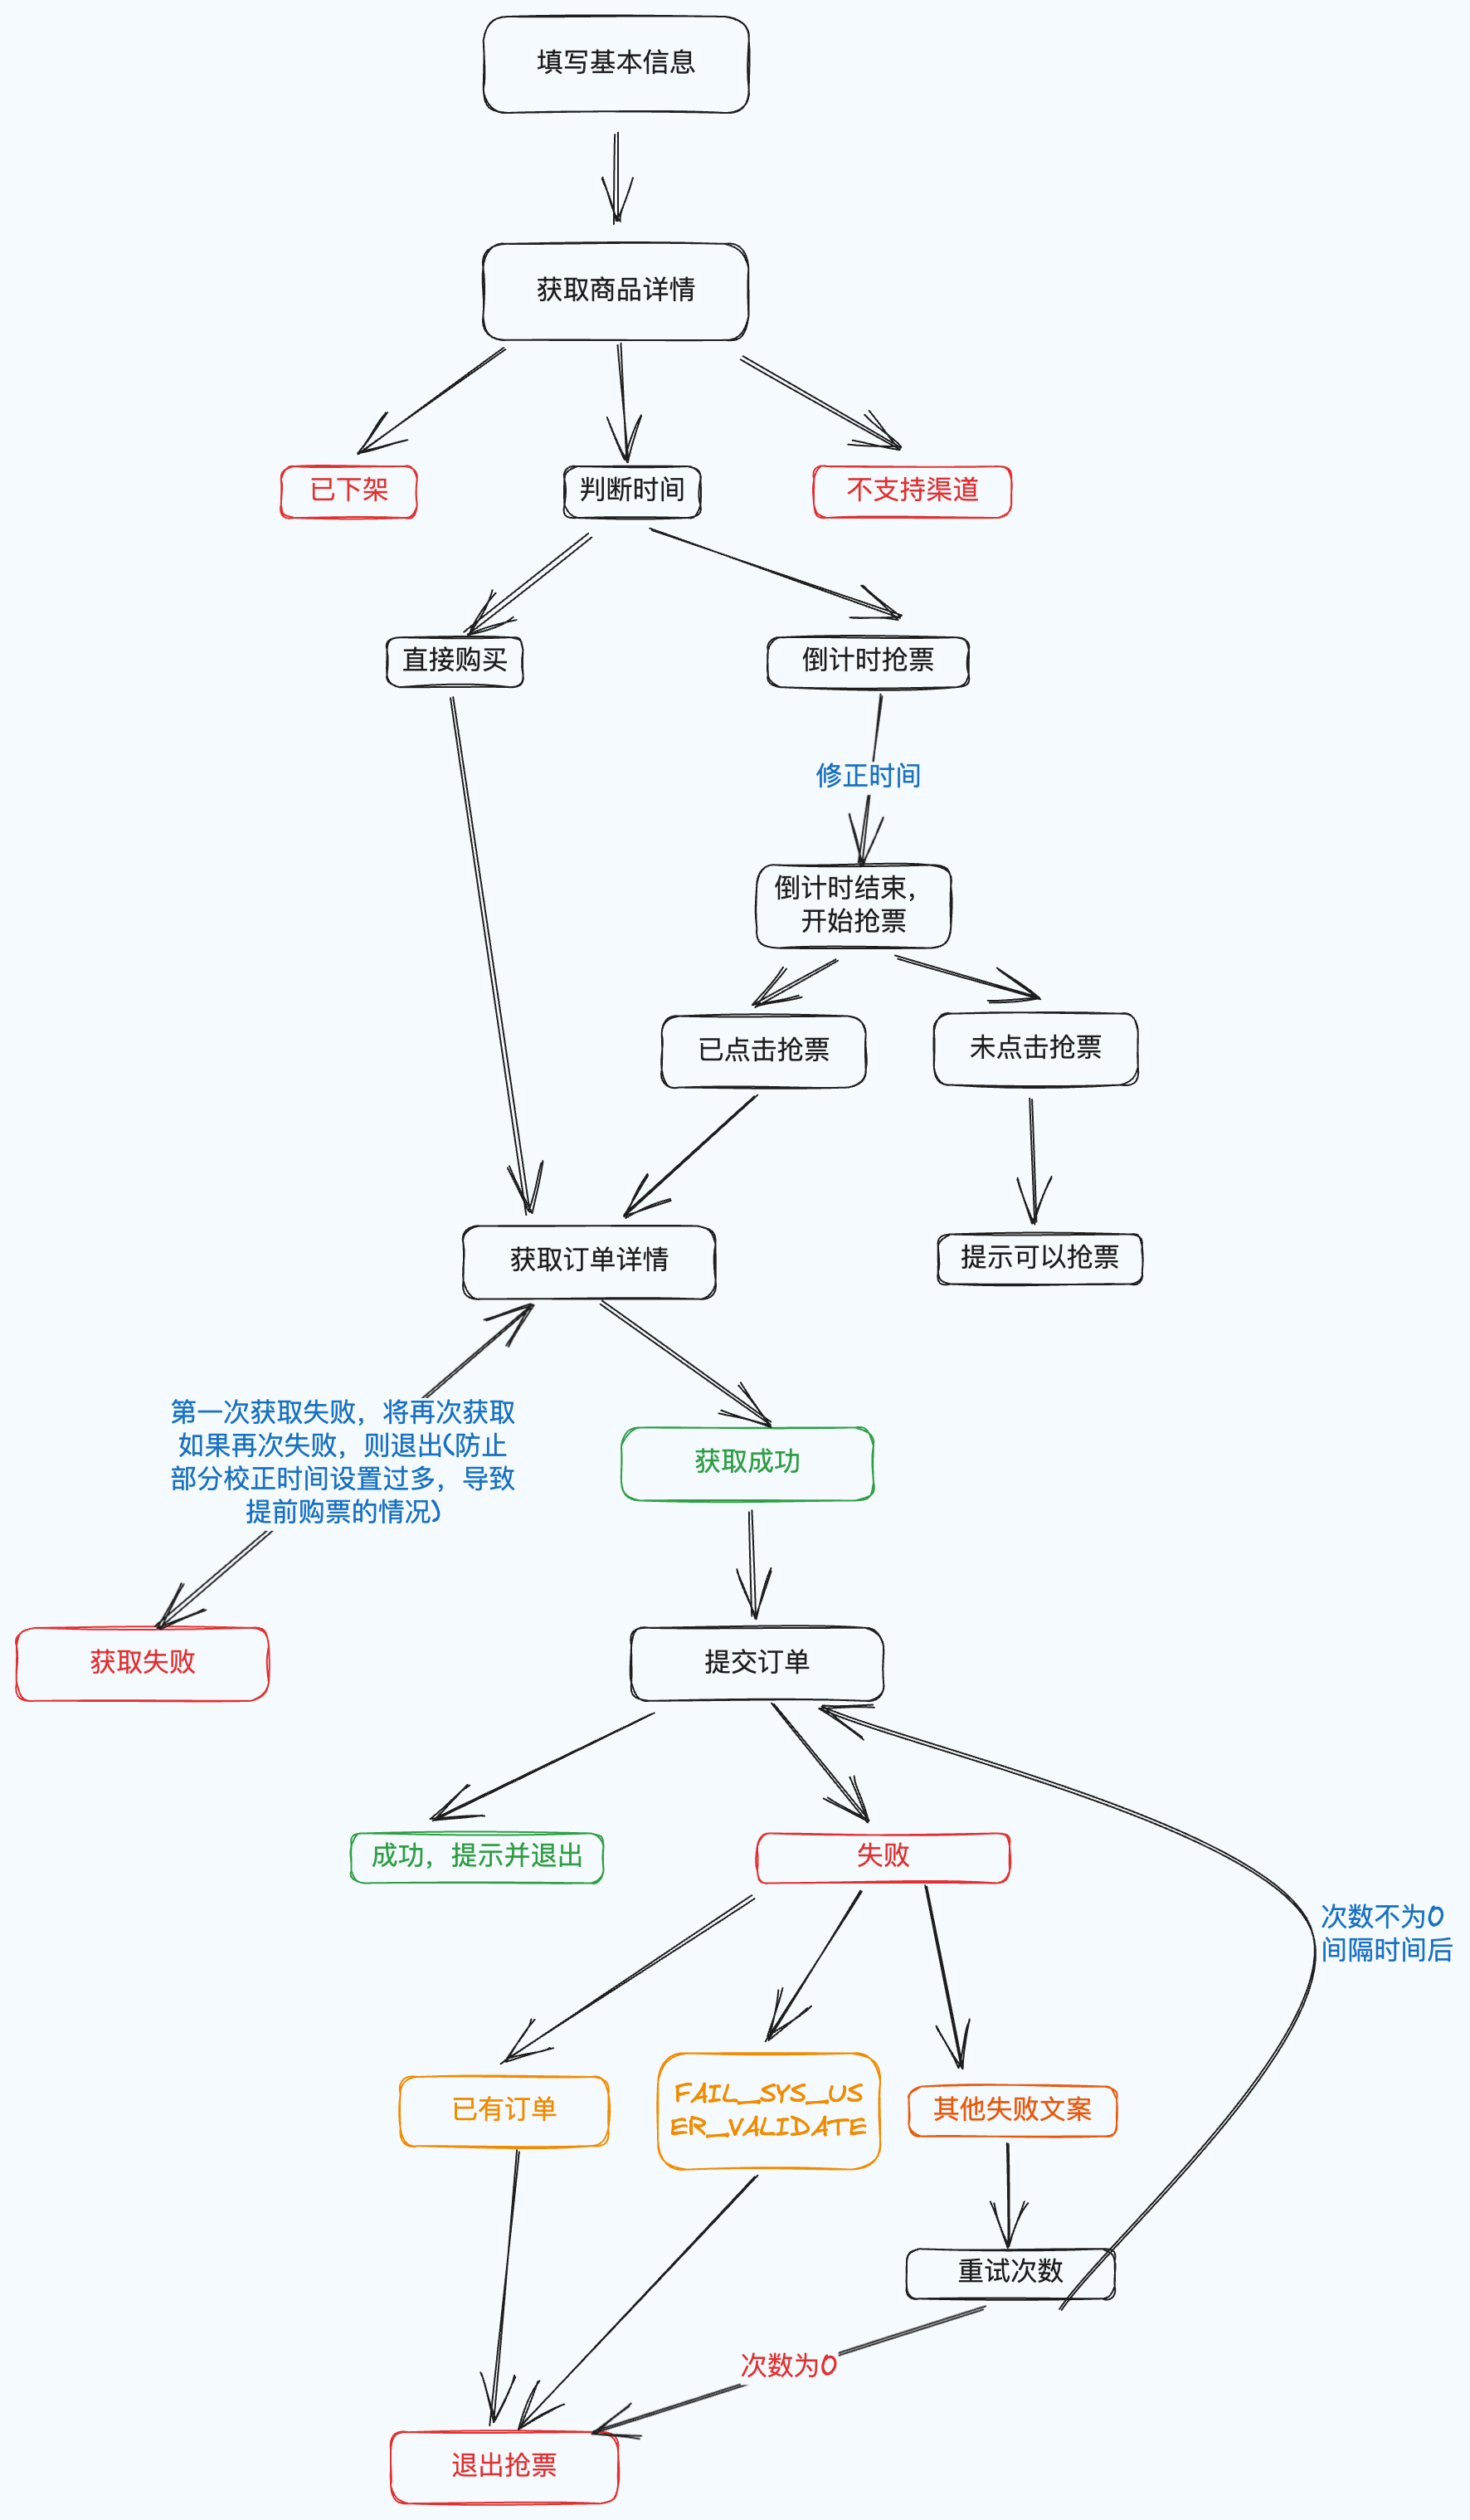 填写基本信息
获取商品详情
已下架
判断时间
不支持渠道
直接购买
倒计时抢票
修正时间
倒计时结束，
开始抢票
已点击抢票
未点击抢票
获取订单详情
提示可以抢票
第一次获取失败，将再次获取
如果再次失败，则退出(防止
部分校正时间设置过多，导致
提前购票的情况)
获取成功
获取失败
提交订单
成功，提示并退出
失败
次数不为0
间隔时间后
已有订单
FAIL_SYS_US
ER_VALIDATE
其他失败文案
重试次数
次数为0
退出抢票